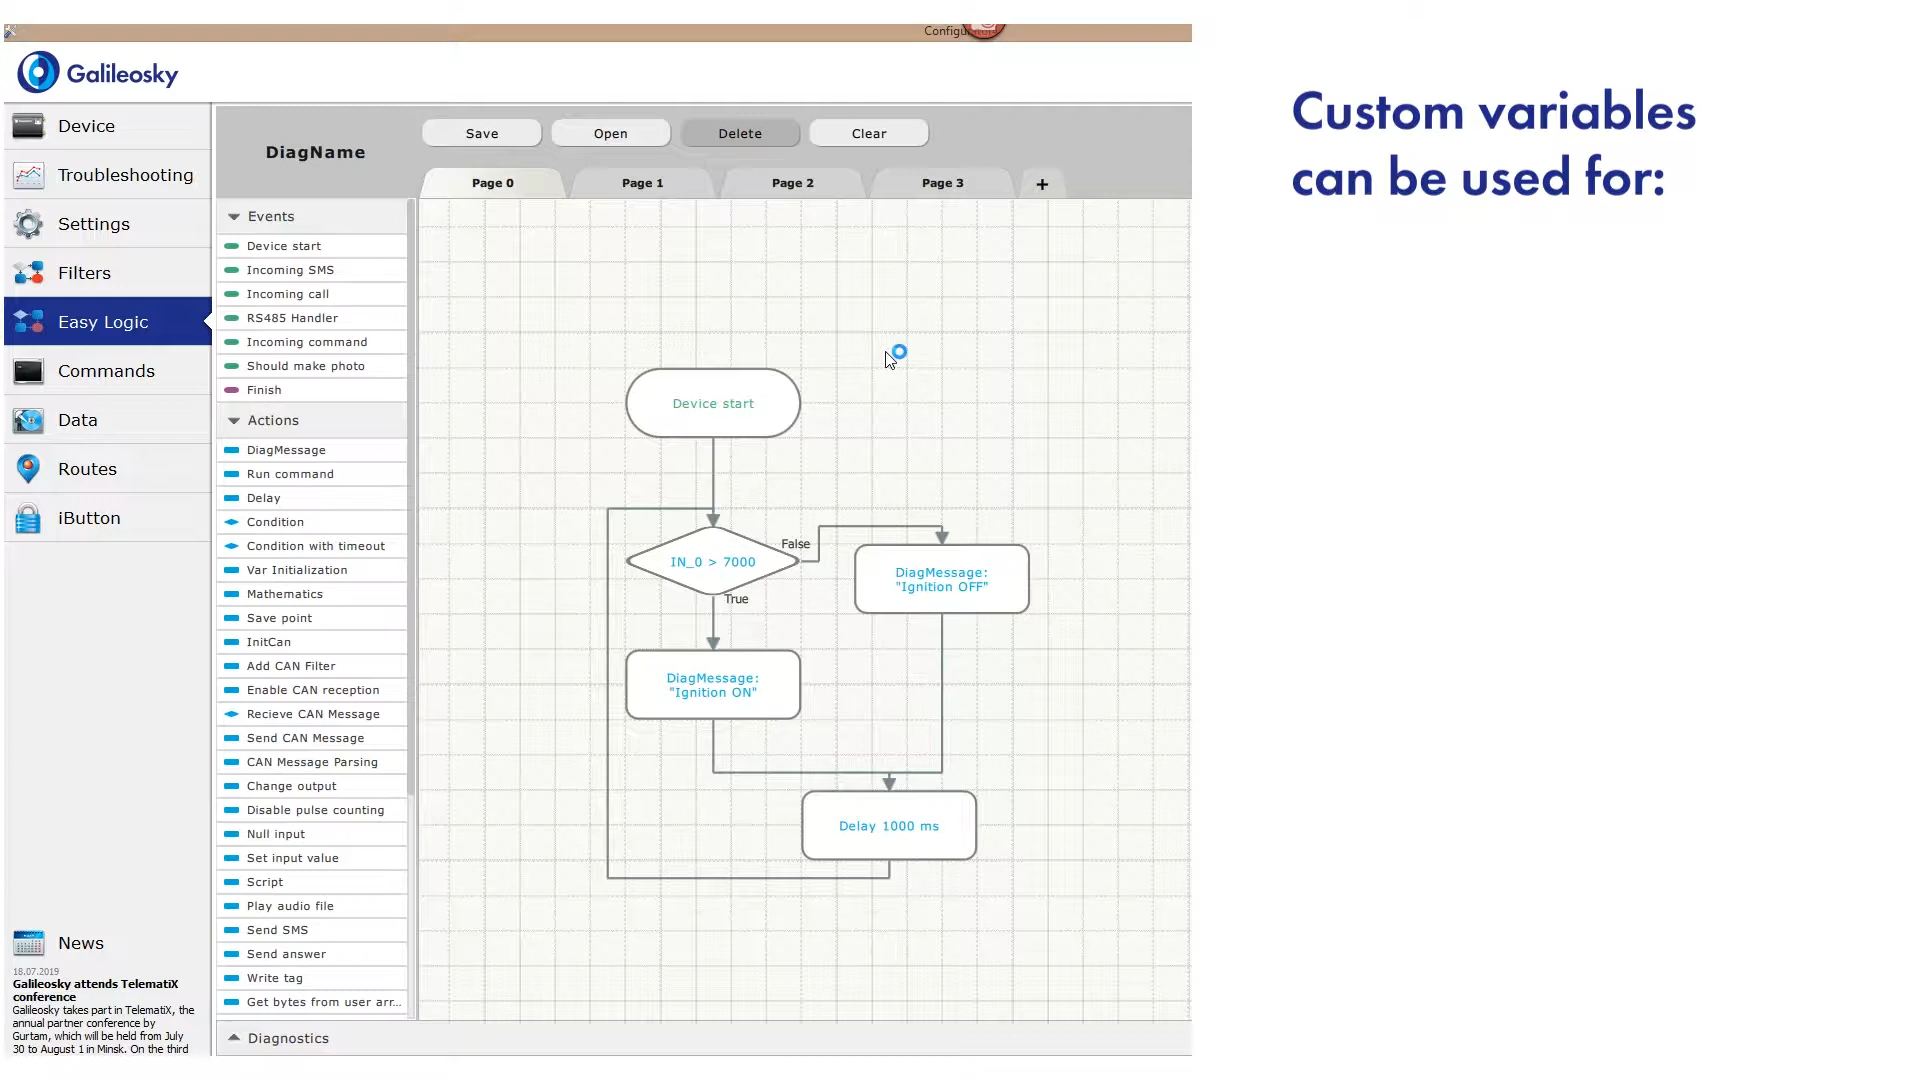 Configu
Galileosky
Device
Troubleshooting
Settings
Filters
Easy Logic
Commands
Data
Routes
iButton
News
18.07.2019
Galileosky attends TelematiX
conference
Galileosky takes part in TelematiX, the
annual partner conference by
Gurtam, which will be held from July
30 to August 1 in Minsk. On the third
DiagName
Save
Open
Delete
Clear
Page 0
Page 1
Page 2
Page 3
+
Events
Device start
Incoming SMS
Incoming call
RS485 Handler
Incoming command
Should make photo
Finish
Actions
DiagMessage
Run command
Delay
Condition
Condition with timeout
Var Initialization
Mathematics
Save point
InitCan
Add CAN Filter
Enable CAN reception
Recieve CAN Message
Send CAN Message
CAN Message Parsing
Change output
Disable pulse counting
Null input
Set input value
Script
Play audio file
Send SMS
Send answer
Write tag
Get bytes from user arr...
Device start
IN_0 > 7000
False
True
DiagMessage:
"Ignition OFF"
DiagMessage:
"Ignition ON"
Delay 1000 ms
Diagnostics
Custom variables
can be used for: